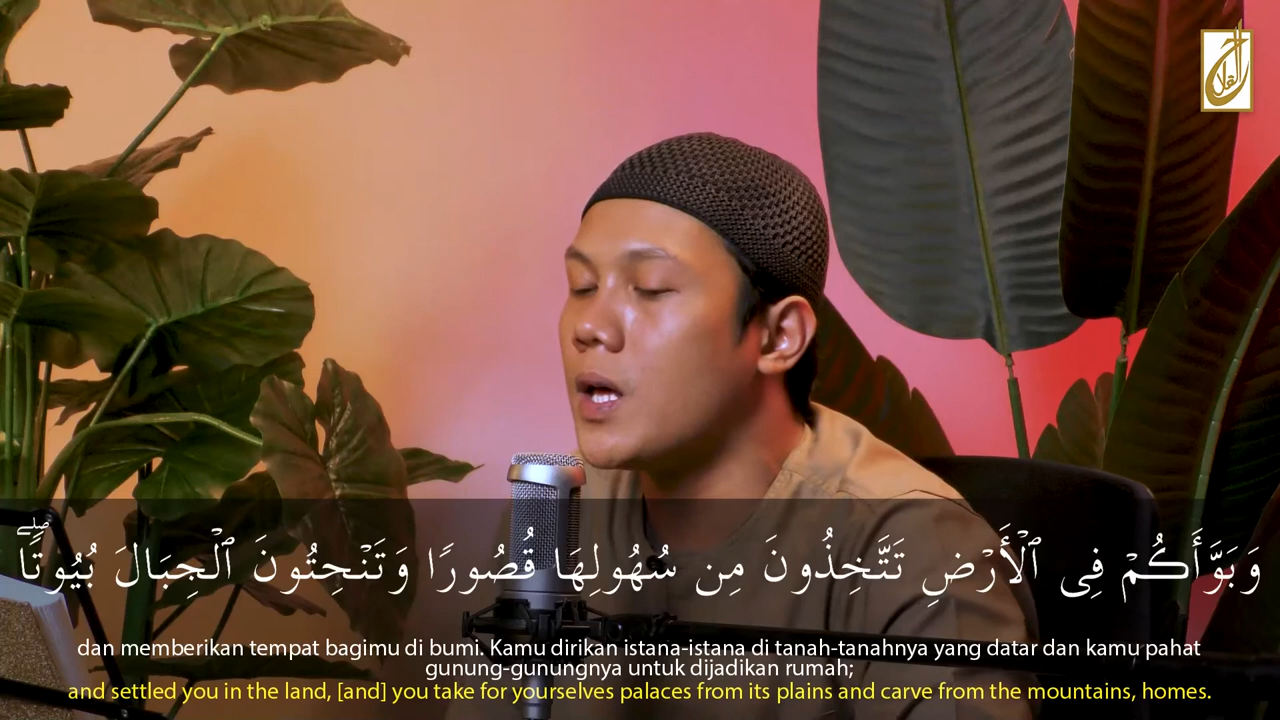 العلاج
وَبَوَّأَكُمْ فِى ٱلْأَرْضِ تَتَّخِذُونَ مِن سُهُولِهَا قُصُورًا وَتَنْحِتُونَ ٱلْجِبَالَ بُيُوتًا ۖ
dan memberikan tempat bagimu di bumi. Kamu dirikan istana-istana di tanah-tanahnya yang datar dan kamu pahat
gunung-gunungnya untuk dijadikan rumah;
and settled you in the land, [and] you take for yourselves palaces from its plains and carve from the mountains, homes.